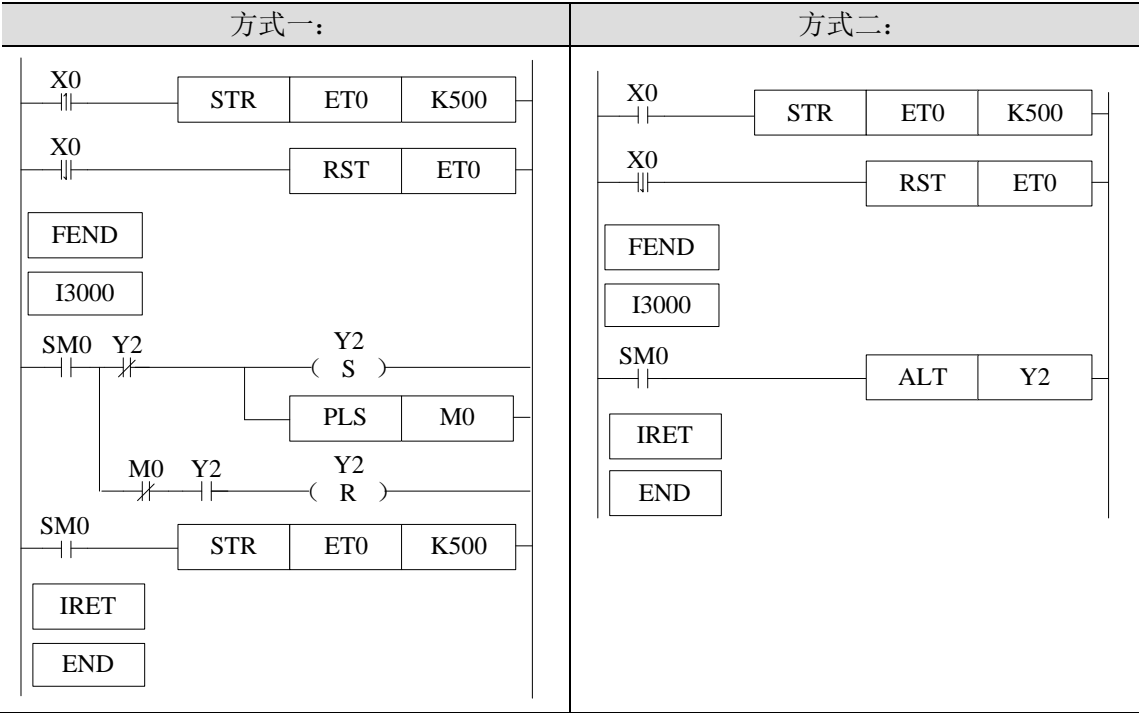 方式一：
X0
STR ET0 K500
X0
RST ET0
FEND
I3000
SM0 Y2 Y2
( S )
PLS M0
M0 Y2 Y2
( R )
SM0
STR ET0 K500
IRET
END
方式二：
X0
STR ET0 K500
X0
RST ET0
FEND
I3000
SM0
ALT Y2
IRET
END